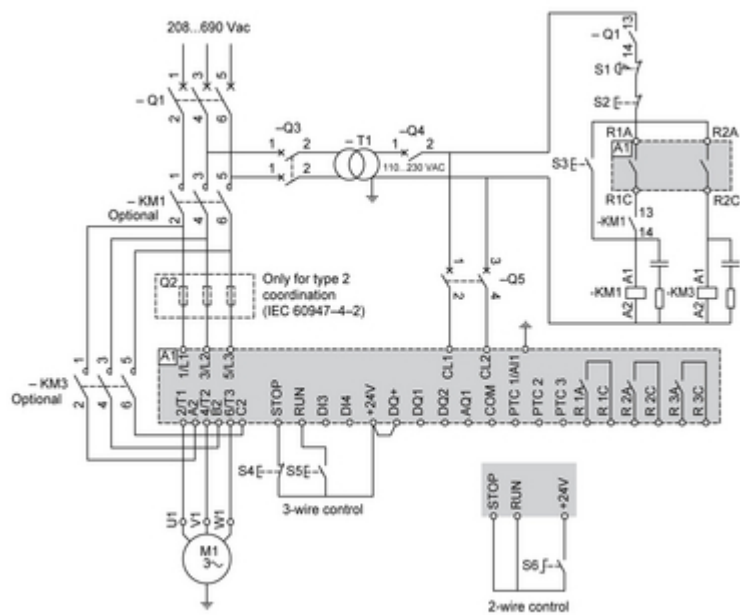 208...690 Vac
1 3 5
– Q1
2 4 6
–Q3
1 2
1 2
– T1
–Q4
1 2
110...230 VAC
13
– Q1
14
S1
S2
R1A R2A
A1
S3
R1C R2C
13
-KM1
14
A1 A1
-KM1 -KM3
A2 A2
1 3 5
– KM1
Optional
2 4 6
Q2
Only for type 2
coordination
(IEC 60947–4–2)
1 3
–Q5
2 4
1 3 5
– KM3
Optional
2 4 6
A1
1/L1 3/L2 5/L3 CL1 CL2 PTC 1/AI1
2/T1 A2 4/T2 B2 6/T3 C2 STOP RUN DI3 DI4 +24V DQ+ DQ1 DQ2 AQ1 COM PTC 2 PTC 3 R 1A R 1C R 2A R 2C R 3A R 3C
S4 S5
3-wire control
U1 V1 W1
M1
3~
STOP RUN +24V
S6
2-wire control